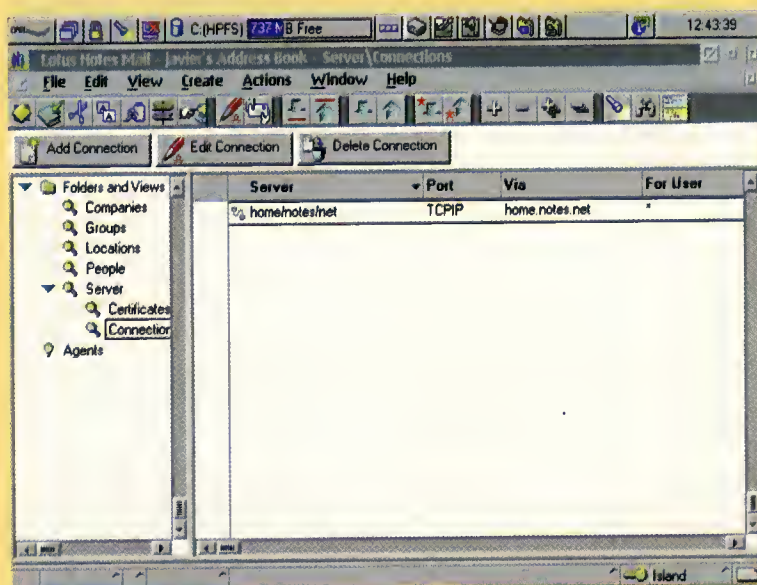 C:(HPFS) 737 MB Free
12:43:39
Lotus Notes Mail - Javier's Address Book - Server\Connections
File Edit View Create Actions Window Help
Add Connection Edit Connection Delete Connection
Folders and Views
Companies
Groups
Locations
People
Server
Certificates
Connection
Agents
Server Port Via For User
home/notes/net TCPIP home.notes.net *
Island